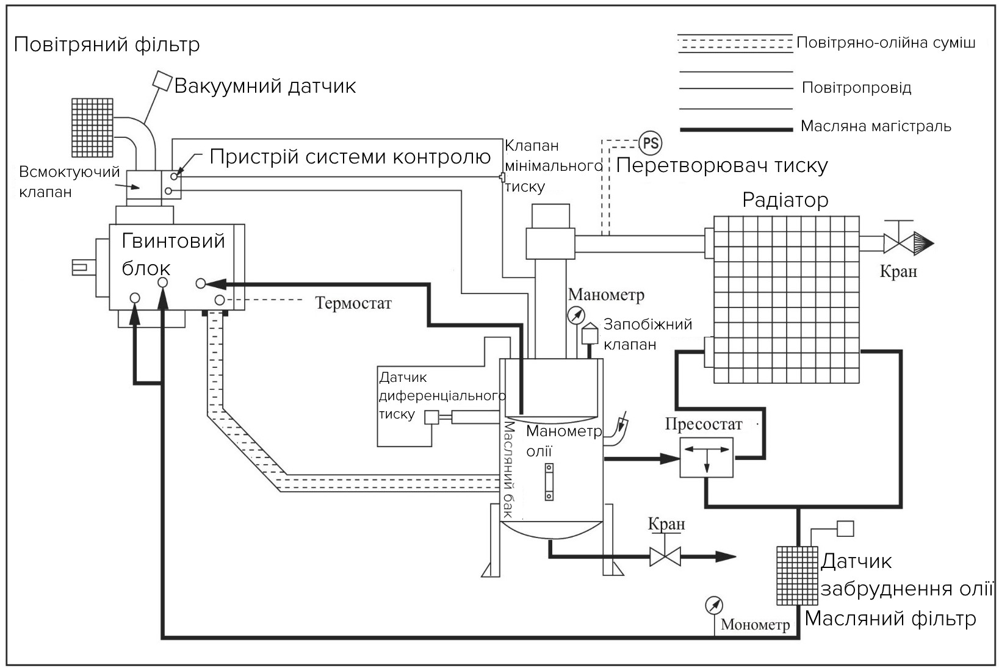 Повітряний фільтр
Вакуумний датчик
Повітряно-олійна суміш
Повітропровід
Масляна магістраль
Всмоктуючий
клапан
Пристрій системи контролю
Клапан
мінімального
тиску
PS
Перетворювач тиску
Радіатор
Гвинтовий
блок
Кран
Термостат
Манометр
Запобіжний
клапан
Датчик
диференціального
тиску
Масляний бак
Манометр
олії
Пресостат
Кран
Датчик
забруднення олії
Масляний фільтр
Монометр